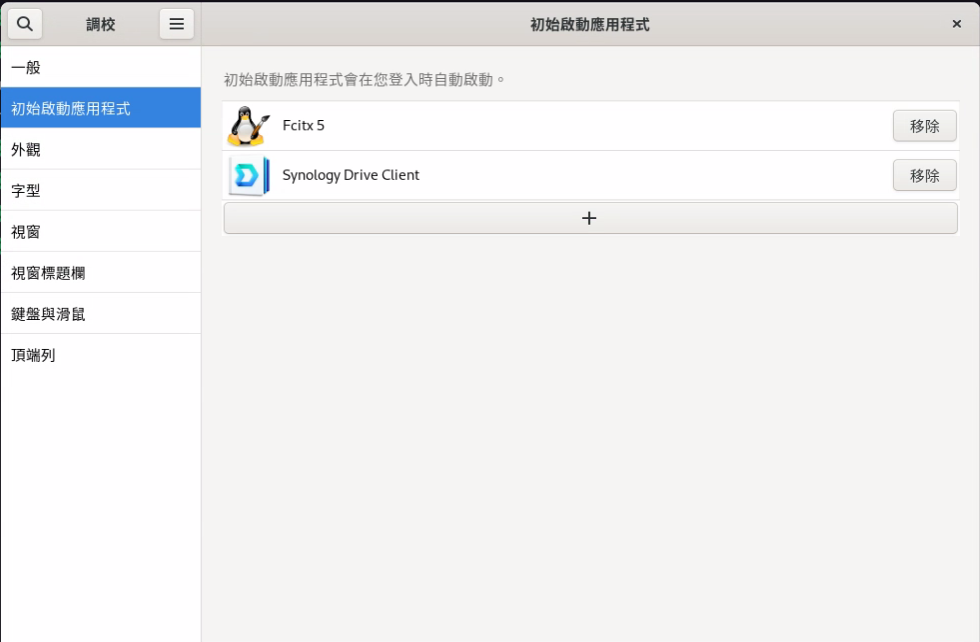 調校
初始啟動應用程式
一般
初始啟動應用程式
外觀
字型
視窗
視窗標題欄
鍵盤與滑鼠
頂端列
初始啟動應用程式會在您登入時自動啟動。
Fcitx 5
移除
Synology Drive Client
移除